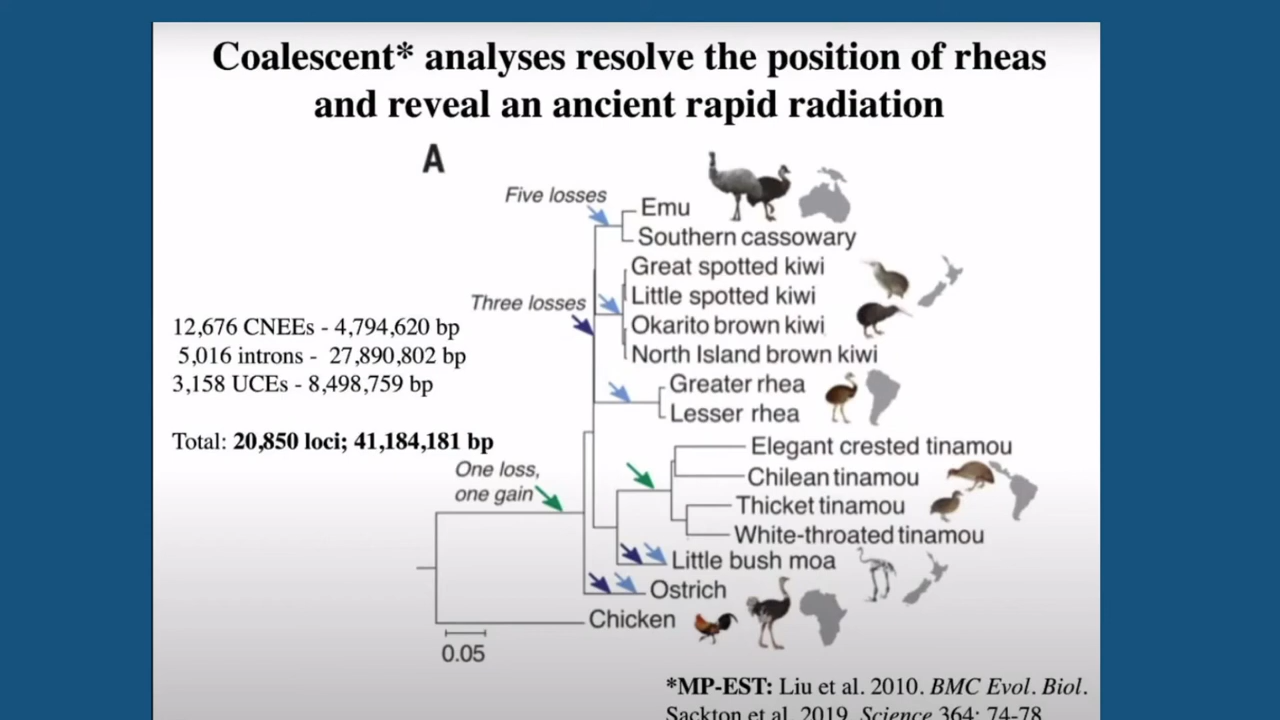 Coalescent* analyses resolve the position of rheas
and reveal an ancient rapid radiation
A
Five losses
Emu
Southern cassowary
Great spotted kiwi
Little spotted kiwi
Three losses
Okarito brown kiwi
North Island brown kiwi
12,676 CNEEs - 4,794,620 bp
5,016 introns - 27,890,802 bp
3,158 UCEs - 8,498,759 bp
Greater rhea
Lesser rhea
Total: 20,850 loci; 41,184,181 bp
Elegant crested tinamou
Chilean tinamou
One loss,
one gain
Thicket tinamou
White-throated tinamou
Little bush moa
Ostrich
Chicken
0.05
*MP-EST: Liu et al. 2010. BMC Evol. Biol.
Sackton et al. 2019. Science 364: 74-78